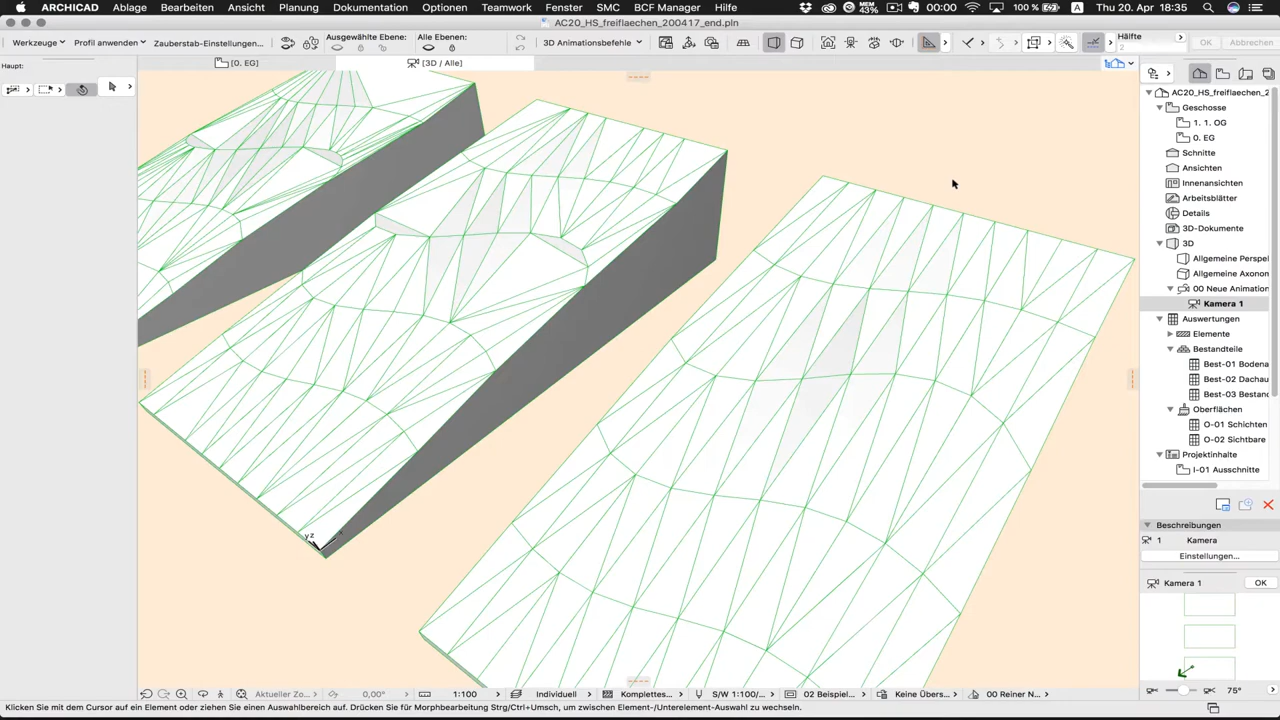 ARCHICAD Ablage Bearbeiten Ansicht Planung Dokumentation Optionen Teamwork Fenster SMC BCF Manager Hilfe MEM 43% 00:00 100 % Thu 20. Apr 18:35
AC20_HS_freiflaechen_200417_end.pln
Werkzeuge Profil anwenden Zauberstab-Einstellungen... Ausgewählte Ebene: Alle Ebenen: 3D Animationsbefehle Hälfte 2 OK Abbrechen
Haupt: [0. EG] [3D / Alle]
AC20_HS_freiflaechen_2
Geschosse
1. 1. OG
0. EG
Schnitte
Ansichten
Innenansichten
Arbeitsblätter
Details
3D-Dokumente
3D
Allgemeine Perspe
Allgemeine Axonom
00 Neue Animation
Kamera 1
Auswertungen
Elemente
Bestandteile
Best-01 Bodena
Best-02 Dachau
Best-03 Bestand
Oberflächen
O-01 Schichten
O-02 Sichtbare
Projektinhalte
I-01 Ausschnitte
Beschreibungen
1 Kamera
Einstellungen...
Kamera 1 OK
yz
Aktueller Zo... 0,00° 1:100 Individuell Komplettes... S/W 1:100/... 02 Beispiel... Keine Übers... 00 Reiner N... 75°
Klicken Sie mit dem Cursor auf ein Element oder ziehen Sie einen Auswahlbereich auf. Drücken Sie für Morphbearbeitung Strg/Ctrl+Umsch, um zwischen Element-/Unterelement-Auswahl zu wechseln.